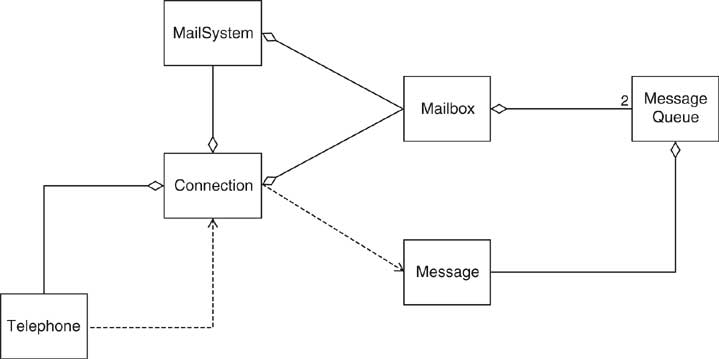 MailSystem
Mailbox
2
Message
Queue
Connection
Message
Telephone